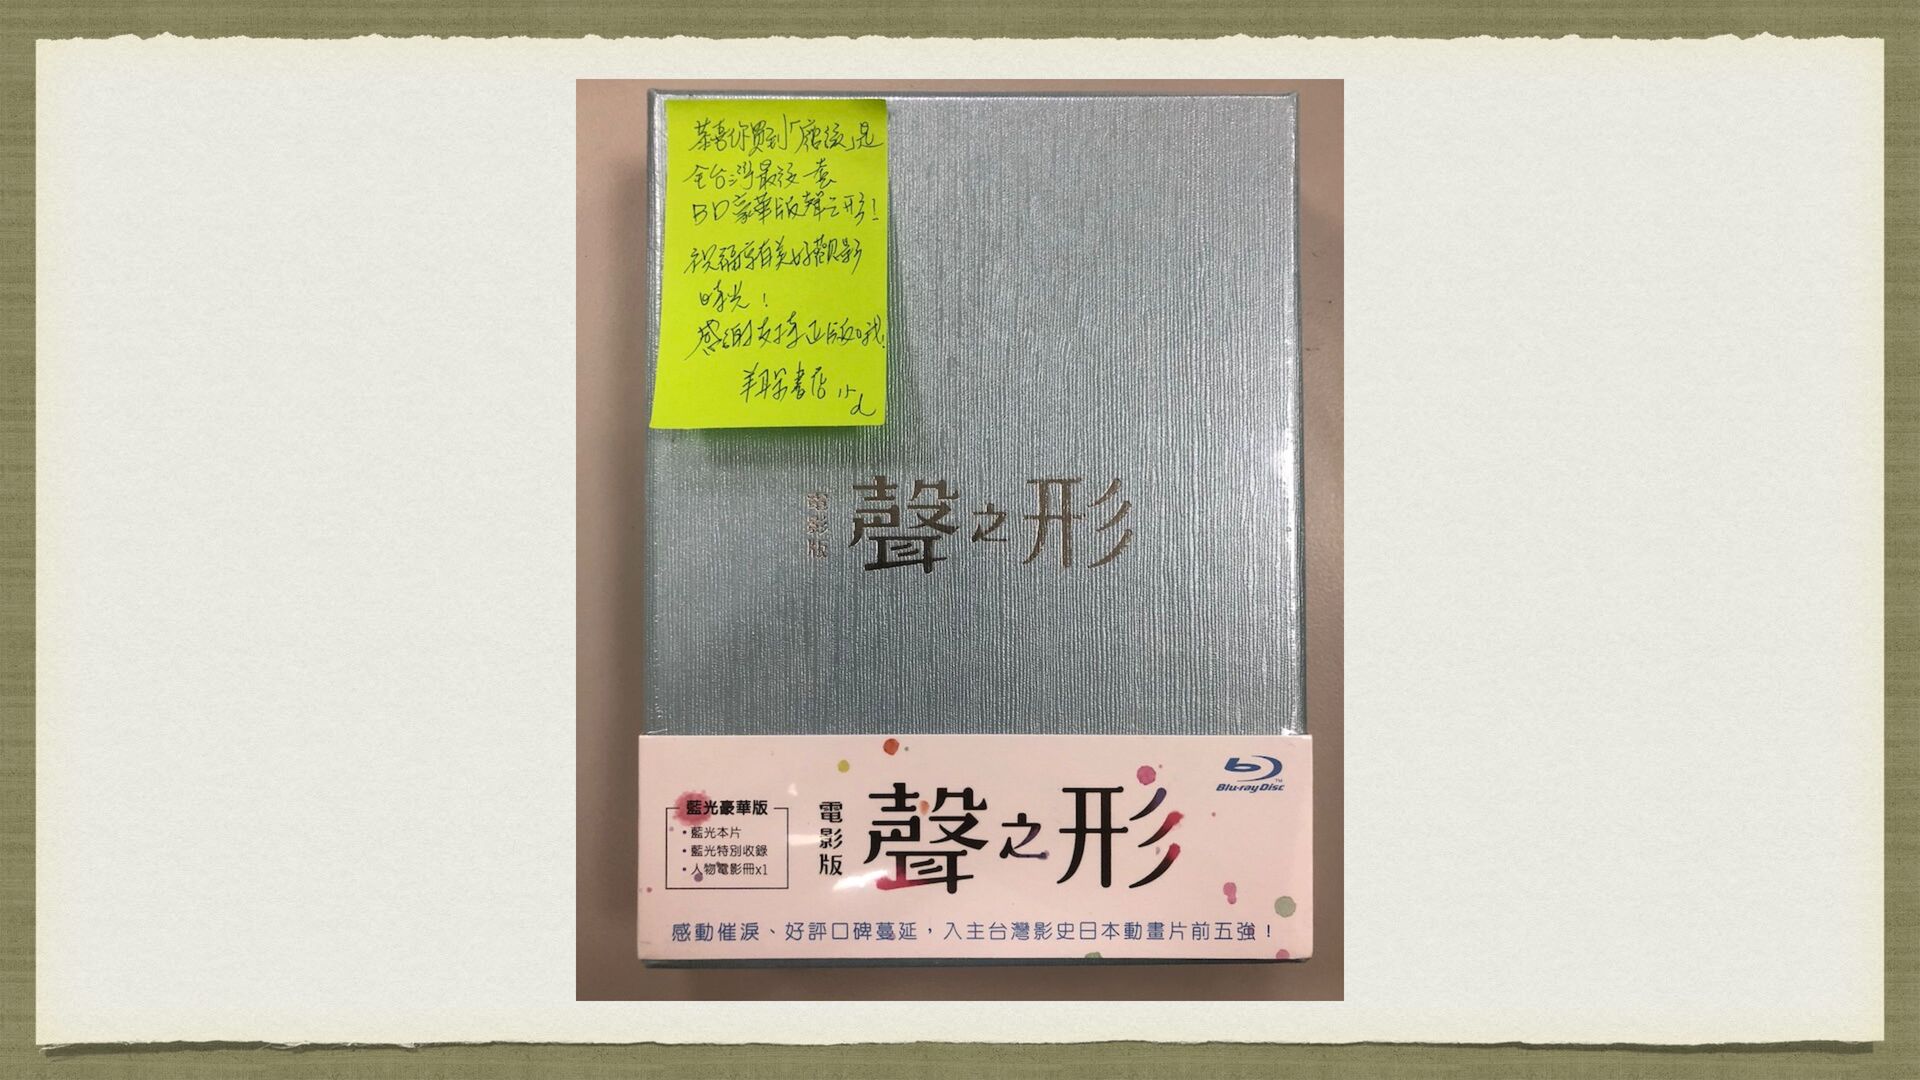 恭喜你買到「應該」是
全台灣最後一套
BD豪華版聲之形！
祝福享有美好觀影
時光！
感謝支持正版哦！
書店
電影版
聲之形
Blu-ray Disc™
藍光豪華版
•藍光本片
•藍光特別收錄
•人物電影冊x1
電影版
聲之形
感動催淚、好評口碑蔓延，入主台灣影史日本動畫片前五強！